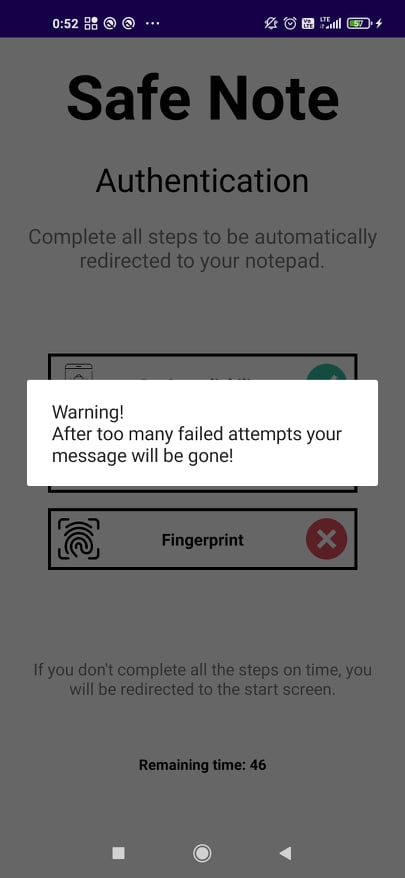 0:52
VoLTE
LTE
57
Safe Note
Authentication
Complete all steps to be automatically
redirected to your notepad.
Warning!
After too many failed attempts your
message will be gone!
Fingerprint
If you don't complete all the steps on time, you
will be redirected to the start screen.
Remaining time: 46